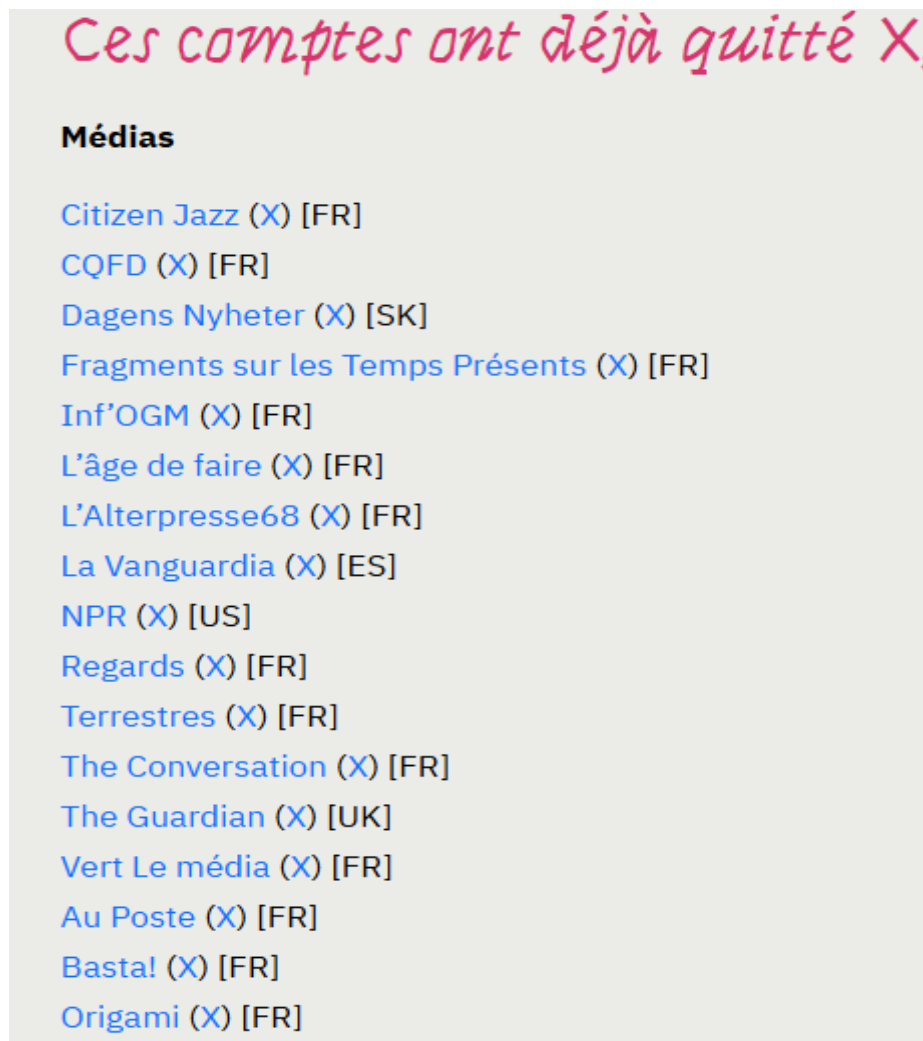 Ces comptes ont déjà quitté X,
Médias
Citizen Jazz (X) [FR]
CQFD (X) [FR]
Dagens Nyheter (X) [SK]
Fragments sur les Temps Présents (X) [FR]
Inf’OGM (X) [FR]
L’âge de faire (X) [FR]
L’Alterpresse68 (X) [FR]
La Vanguardia (X) [ES]
NPR (X) [US]
Regards (X) [FR]
Terrestres (X) [FR]
The Conversation (X) [FR]
The Guardian (X) [UK]
Vert Le média (X) [FR]
Au Poste (X) [FR]
Basta! (X) [FR]
Origami (X) [FR]